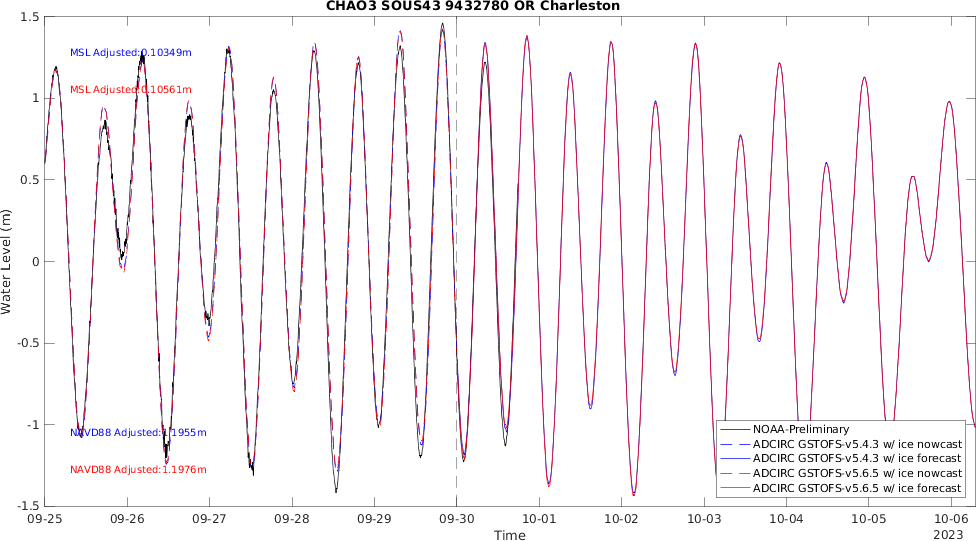 CHAO3 SOUS43 9432780 OR Charleston
1.5
1
0.5
0
-0.5
-1
-1.5
Water Level (m)
MSL Adjusted:0.10349m
MSL Adjusted:0.10561m
NAVD88 Adjusted:1.1955m
NAVD88 Adjusted:1.1976m
NOAA-Preliminary
ADCIRC GSTOFS-v5.4.3 w/ ice nowcast
ADCIRC GSTOFS-v5.4.3 w/ ice forecast
ADCIRC GSTOFS-v5.6.5 w/ ice nowcast
ADCIRC GSTOFS-v5.6.5 w/ ice forecast
09-25 09-26 09-27 09-28 09-29 09-30 10-01 10-02 10-03 10-04 10-05 10-06
2023
Time